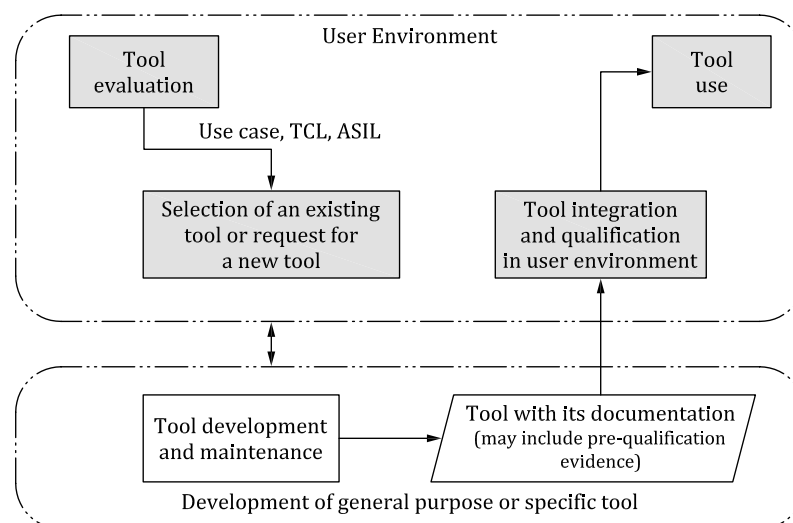 User Environment
Tool
evaluation
Tool
use
Use case, TCL, ASIL
Selection of an existing
tool or request for
a new tool
Tool integration
and qualification
in user environment
Tool development
and maintenance
Tool with its documentation
(may include pre-qualification
evidence)
Development of general purpose or specific tool